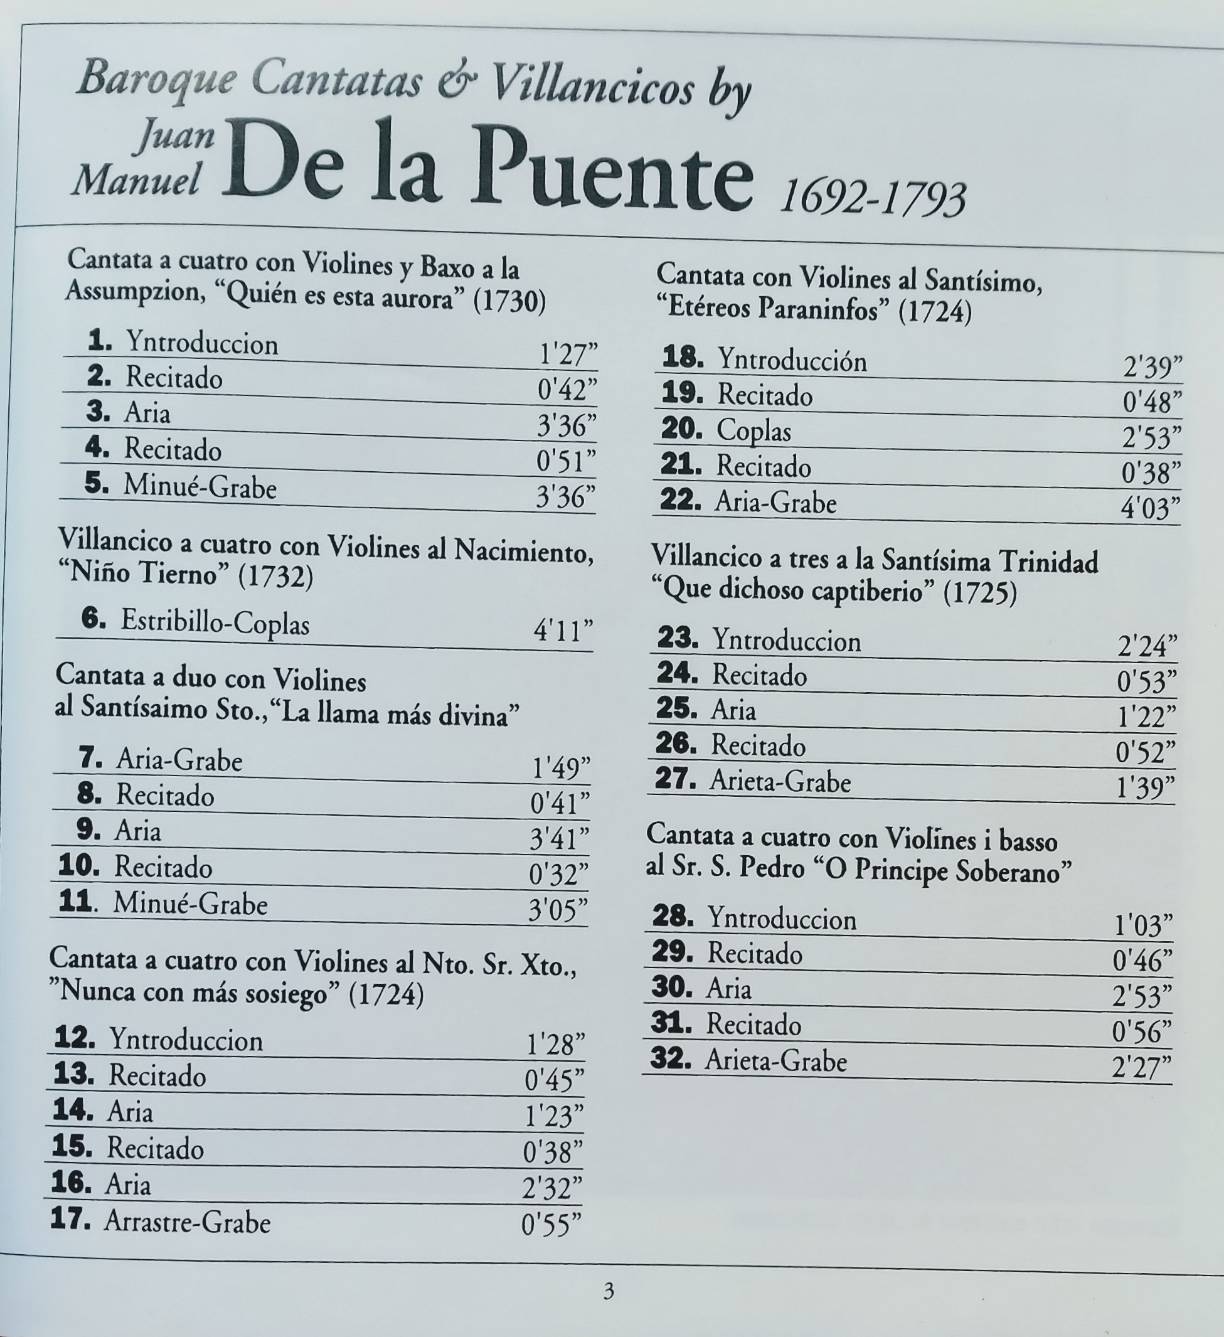 Baroque Cantatas & Villancicos by
Juan Manuel De la Puente 1692-1793
Cantata a cuatro con Violines y Baxo a la
Assumpzion, “Quién es esta aurora” (1730)
1. Yntroduccion 1'27”
2. Recitado 0'42”
3. Aria 3'36”
4. Recitado 0'51”
5. Minué-Grabe 3'36”
Villancico a cuatro con Violines al Nacimiento,
“Niño Tierno” (1732)
6. Estribillo-Coplas 4'11”
Cantata a duo con Violines
al Santísaimo Sto.,“La llama más divina”
7. Aria-Grabe 1'49”
8. Recitado 0'41”
9. Aria 3'41”
10. Recitado 0'32”
11. Minué-Grabe 3'05”
Cantata a cuatro con Violines al Nto. Sr. Xto.,
”Nunca con más sosiego” (1724)
12. Yntroduccion 1'28”
13. Recitado 0'45”
14. Aria 1'23”
15. Recitado 0'38”
16. Aria 2'32”
17. Arrastre-Grabe 0'55”
Cantata con Violines al Santísimo,
“Etéreos Paraninfos” (1724)
18. Yntroducción 2'39”
19. Recitado 0'48”
20. Coplas 2'53”
21. Recitado 0'38”
22. Aria-Grabe 4'03”
Villancico a tres a la Santísima Trinidad
“Que dichoso captiberio” (1725)
23. Yntroduccion 2'24”
24. Recitado 0'53”
25. Aria 1'22”
26. Recitado 0'52”
27. Arieta-Grabe 1'39”
Cantata a cuatro con Violines i basso
al Sr. S. Pedro “O Principe Soberano”
28. Yntroduccion 1'03”
29. Recitado 0'46”
30. Aria 2'53”
31. Recitado 0'56”
32. Arieta-Grabe 2'27”
3